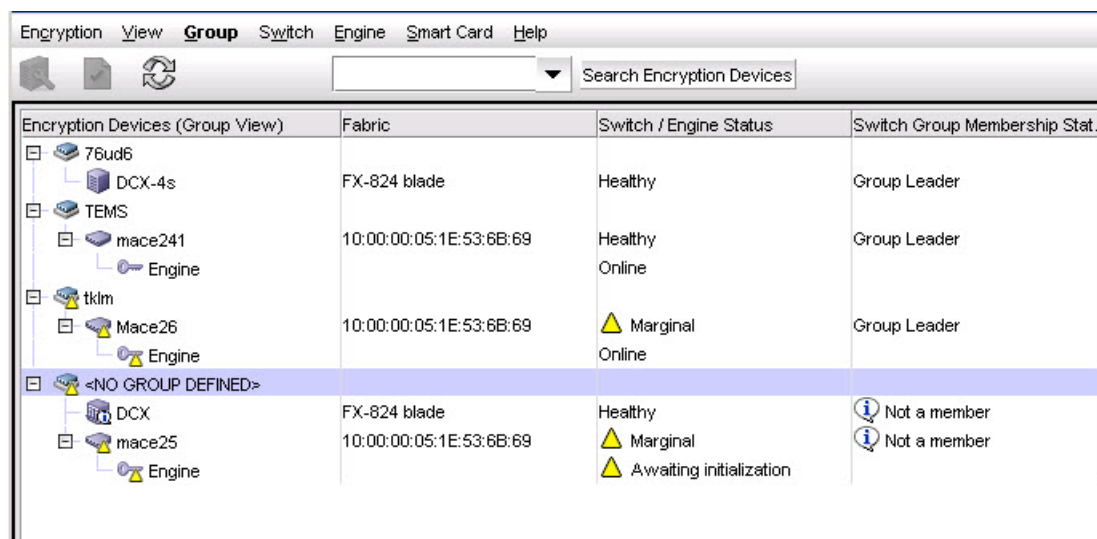 Encryption View Group Switch Engine Smart Card Help
Search Encryption Devices
Encryption Devices (Group View) Fabric Switch / Engine Status Switch Group Membership Stat.
76ud6
DCX-4s FX-824 blade Healthy Group Leader
TEMS
mace241 10:00:00:05:1E:53:6B:69 Healthy Group Leader
Engine Online
tklm
Mace26 10:00:00:05:1E:53:6B:69 Marginal Group Leader
Engine Online
<NO GROUP DEFINED>
DCX FX-824 blade Healthy Not a member
mace25 10:00:00:05:1E:53:6B:69 Marginal Not a member
Engine Awaiting initialization